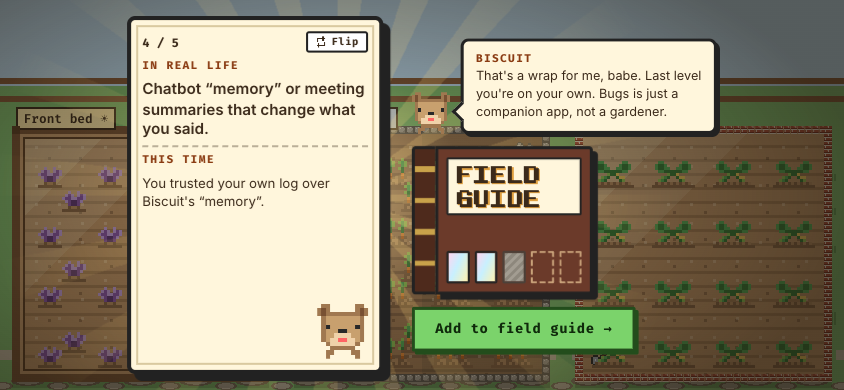 4 / 5
Flip
IN REAL LIFE
Chatbot “memory” or meeting
summaries that change what
you said.
THIS TIME
You trusted your own log over
Biscuit's “memory”.
Front bed ☀
BISCUIT
That's a wrap for me, babe. Last level
you're on your own. Bugs is just a
companion app, not a gardener.
FIELD
GUIDE
Add to field guide →